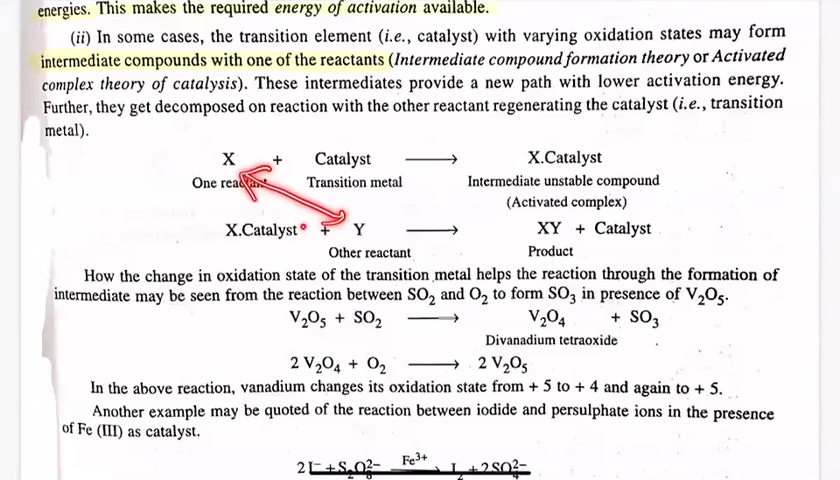 energies. This makes the required energy of activation available.
(ii) In some cases, the transition element (i.e., catalyst) with varying oxidation states may form
intermediate compounds with one of the reactants (Intermediate compound formation theory or Activated
complex theory of catalysis). These intermediates provide a new path with lower activation energy.
Further, they get decomposed on reaction with the other reactant regenerating the catalyst (i.e., transition
metal).
X + Catalyst ⟶ X.Catalyst
One reactant Transition metal Intermediate unstable compound
(Activated complex)
X.Catalyst + Y ⟶ XY + Catalyst
Other reactant Product
How the change in oxidation state of the transition metal helps the reaction through the formation of
intermediate may be seen from the reaction between SO₂ and O₂ to form SO₃ in presence of V₂O₅.
V₂O₅ + SO₂ ⟶ V₂O₄ + SO₃
Divanadium tetraoxide
2 V₂O₄ + O₂ ⟶ 2 V₂O₅
In the above reaction, vanadium changes its oxidation state from + 5 to + 4 and again to + 5.
Another example may be quoted of the reaction between iodide and persulphate ions in the presence
of Fe (III) as catalyst.
2 I⁻ + S₂O₈²⁻ Fe³⁺⟶ I₂ + 2 SO₄²⁻